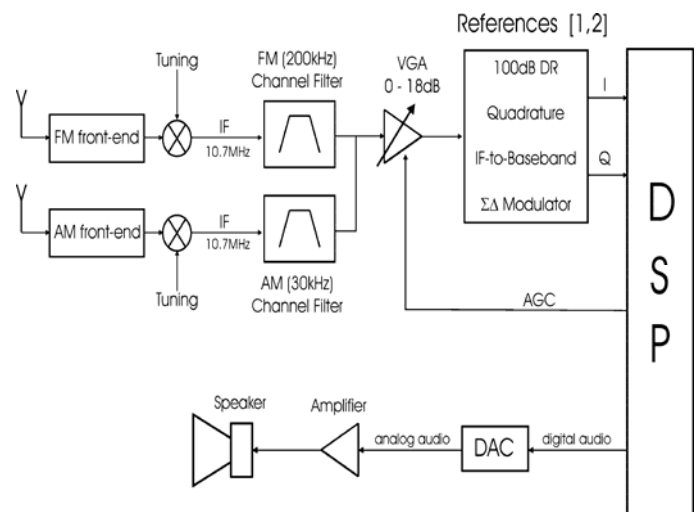 References [1,2]
Tuning
FM (200kHz)
Channel Filter
VGA
0 - 18dB
100dB DR
Quadrature
IF-to-Baseband
ΣΔ Modulator
I
Q
FM front-end
IF
10.7MHz
AM front-end
IF
10.7MHz
Tuning
AM (30kHz)
Channel Filter
AGC
D
S
P
Speaker
Amplifier
analog audio
DAC
digital audio